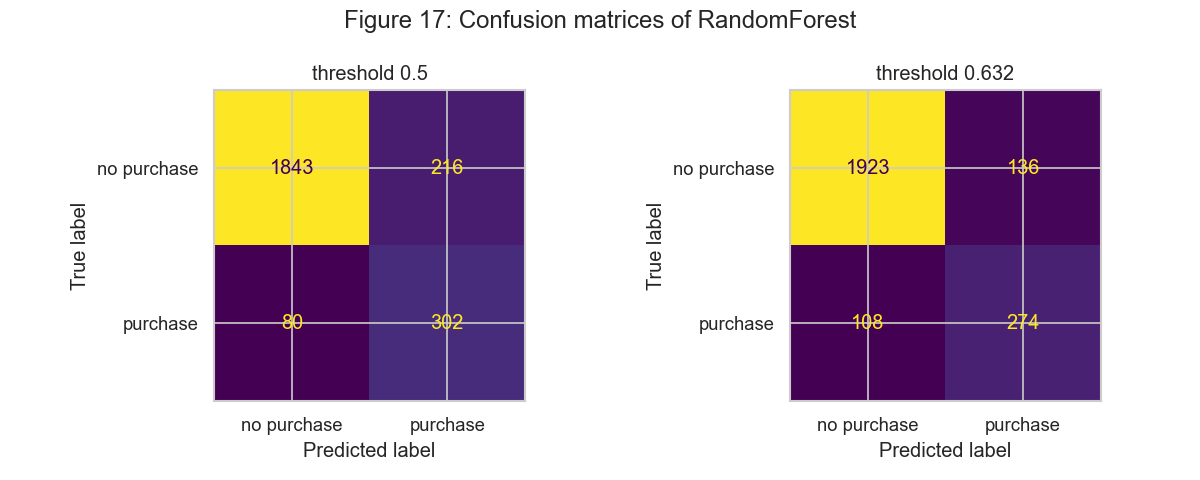 Figure 17: Confusion matrices of RandomForest
threshold 0.5
no purchase
1843
216
purchase
80
302
True label
no purchase
purchase
Predicted label
threshold 0.632
no purchase
1923
136
purchase
108
274
True label
no purchase
purchase
Predicted label